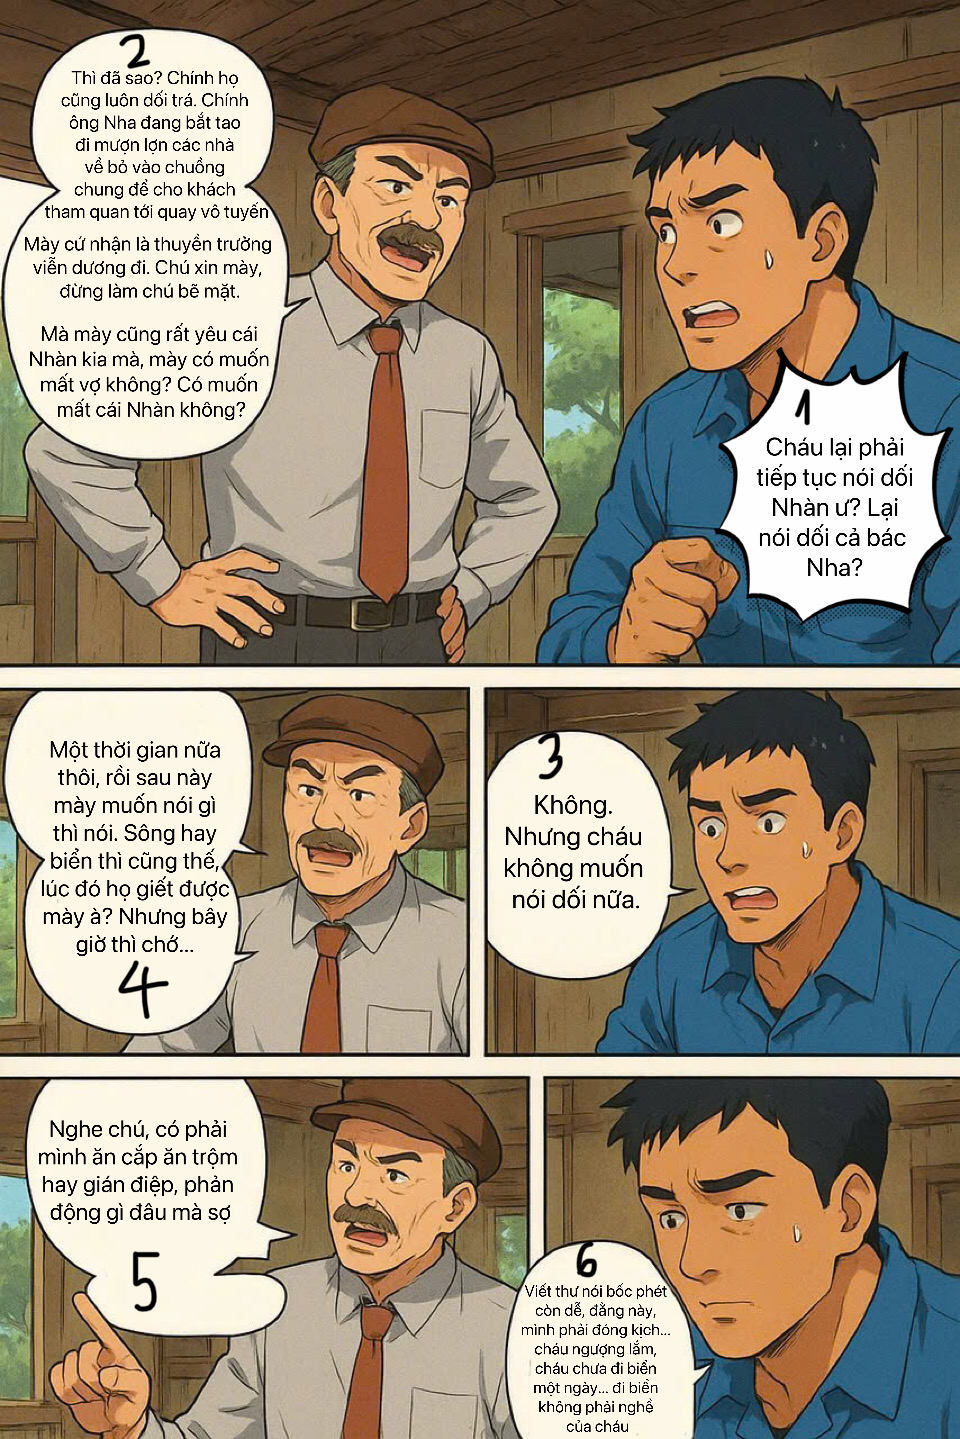 1
Cháu lại phải
tiếp tục nói dối
Nhàn ư? Lại
nói dối cả bác
Nha?
2
Thì đã sao? Chính họ
cũng luôn dối trá. Chính
ông Nha đang bắt tao
đi mượn lợn các nhà
về bỏ vào chuồng
chung để cho khách
tham quan tới quay vô tuyến
Mày cứ nhận là thuyền trưởng
viễn dương đi. Chú xin mày,
đừng làm chú bẽ mặt.
Mà mày cũng rất yêu cái
Nhàn kia mà, mày có muốn
mất vợ không? Có muốn
mất cái Nhàn không?
3
Không.
Nhưng cháu
không muốn
nói dối nữa.
Một thời gian nữa
thôi, rồi sau này
mày muốn nói gì
thì nói. Sông hay
biển thì cũng thế,
lúc đó họ giết được
mày à? Nhưng bây
giờ thì chớ...
4
Nghe chú, có phải
mình ăn cắp ăn trộm
hay gián điệp, phản
động gì đâu mà sợ
5
6
Viết thư nói bốc phét
còn dễ, đằng này,
mình phải đóng kịch...
cháu ngượng lắm,
cháu chưa đi biển
một ngày... đi biển
không phải nghề
của cháu